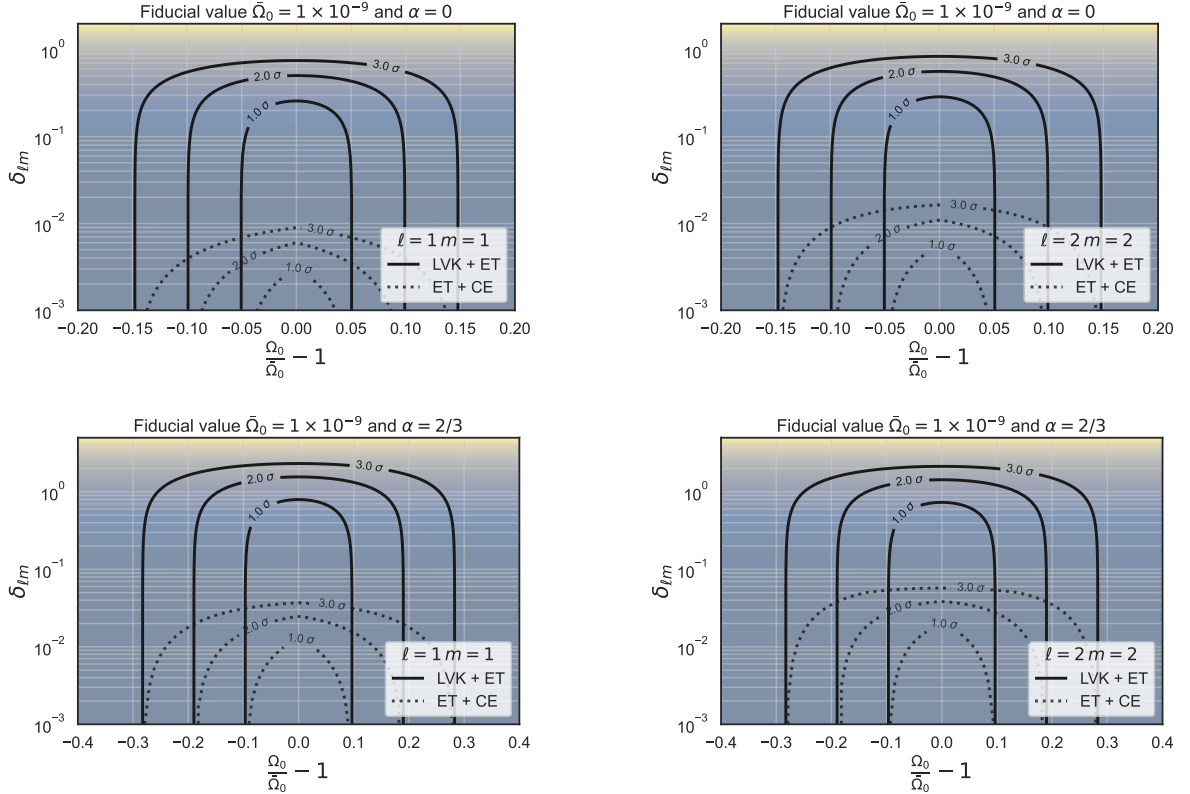 Fiducial value Ω̄₀ = 1 × 10⁻⁹ and α = 0
δℓm
10⁰
10⁻¹
10⁻²
10⁻³
3.0 σ
2.0 σ
1.0 σ
3.0 σ
2.0 σ
1.0 σ
ℓ = 1 m = 1
LVK + ET
ET + CE
−0.20 −0.15 −0.10 −0.05 0.00 0.05 0.10 0.15 0.20
Ω₀/Ω̄₀ − 1
Fiducial value Ω̄₀ = 1 × 10⁻⁹ and α = 0
δℓm
10⁰
10⁻¹
10⁻²
10⁻³
3.0 σ
2.0 σ
1.0 σ
3.0 σ
2.0 σ
1.0 σ
ℓ = 2 m = 2
LVK + ET
ET + CE
−0.20 −0.15 −0.10 −0.05 0.00 0.05 0.10 0.15 0.20
Ω₀/Ω̄₀ − 1
Fiducial value Ω̄₀ = 1 × 10⁻⁹ and α = 2/3
δℓm
10⁰
10⁻¹
10⁻²
10⁻³
3.0 σ
2.0 σ
1.0 σ
3.0 σ
2.0 σ
1.0 σ
ℓ = 1 m = 1
LVK + ET
ET + CE
−0.4 −0.3 −0.2 −0.1 0.0 0.1 0.2 0.3 0.4
Ω₀/Ω̄₀ − 1
Fiducial value Ω̄₀ = 1 × 10⁻⁹ and α = 2/3
δℓm
10⁰
10⁻¹
10⁻²
10⁻³
3.0 σ
2.0 σ
1.0 σ
3.0 σ
2.0 σ
1.0 σ
ℓ = 2 m = 2
LVK + ET
ET + CE
−0.4 −0.3 −0.2 −0.1 0.0 0.1 0.2 0.3 0.4
Ω₀/Ω̄₀ − 1